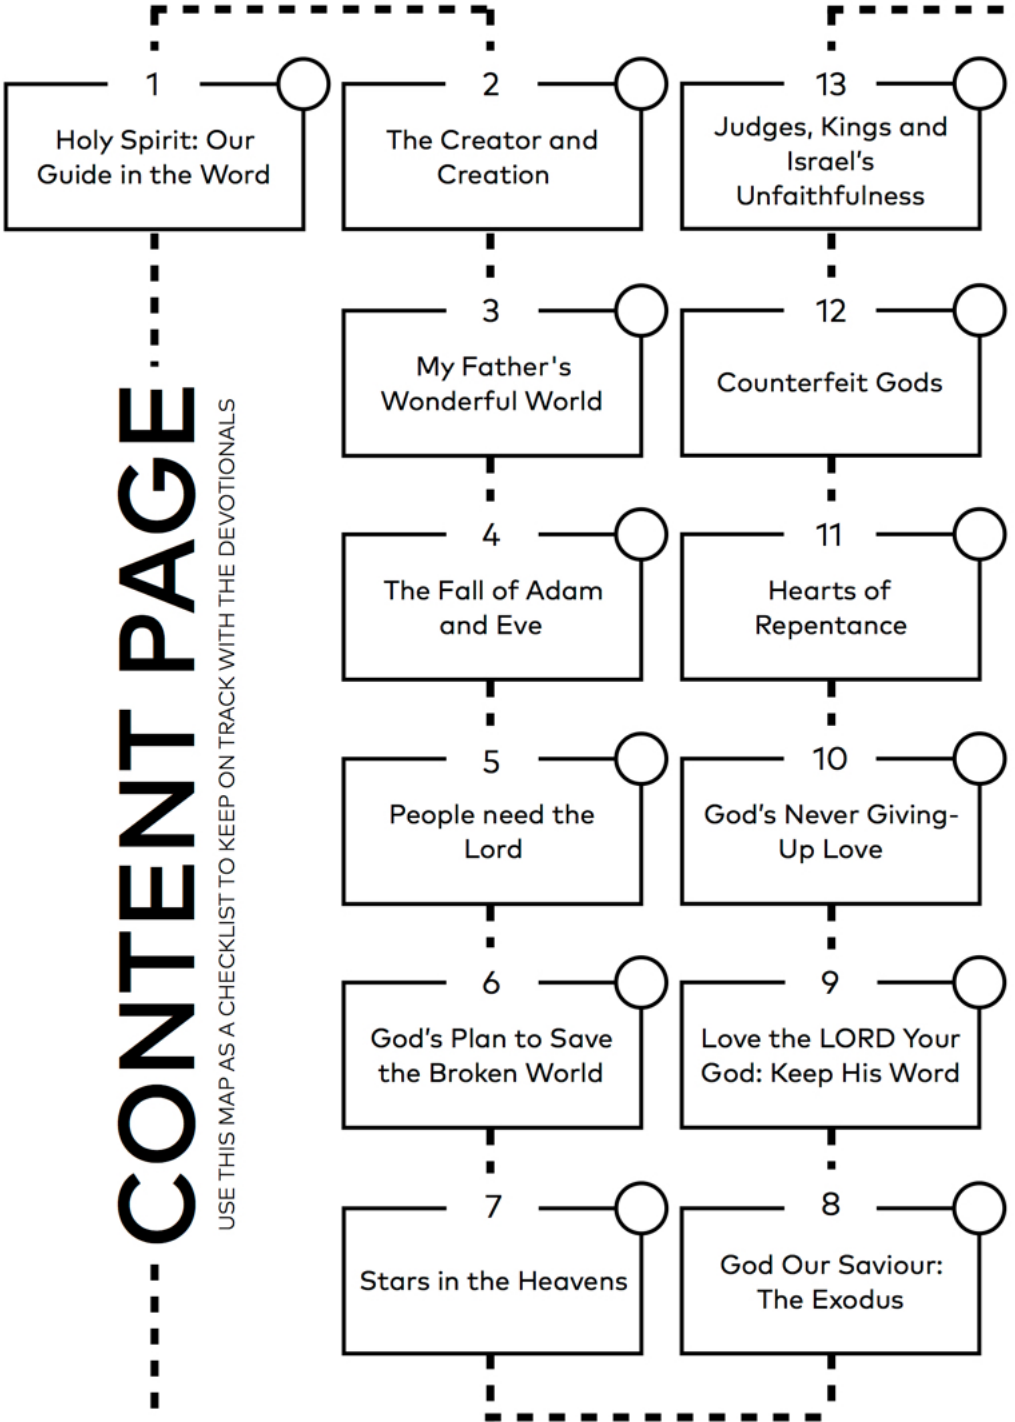 1
Holy Spirit: Our
Guide in the Word
CONTENT PAGE
USE THIS MAP AS A CHECKLIST TO KEEP ON TRACK WITH THE DEVOTIONALS
2
The Creator and
Creation
3
My Father's
Wonderful World
4
The Fall of Adam
and Eve
5
People need the
Lord
6
God's Plan to Save
the Broken World
7
Stars in the Heavens
8
God Our Saviour:
The Exodus
9
Love the LORD Your
God: Keep His Word
10
God's Never Giving-
Up Love
11
Hearts of
Repentance
12
Counterfeit Gods
13
Judges, Kings and
Israel's
Unfaithfulness